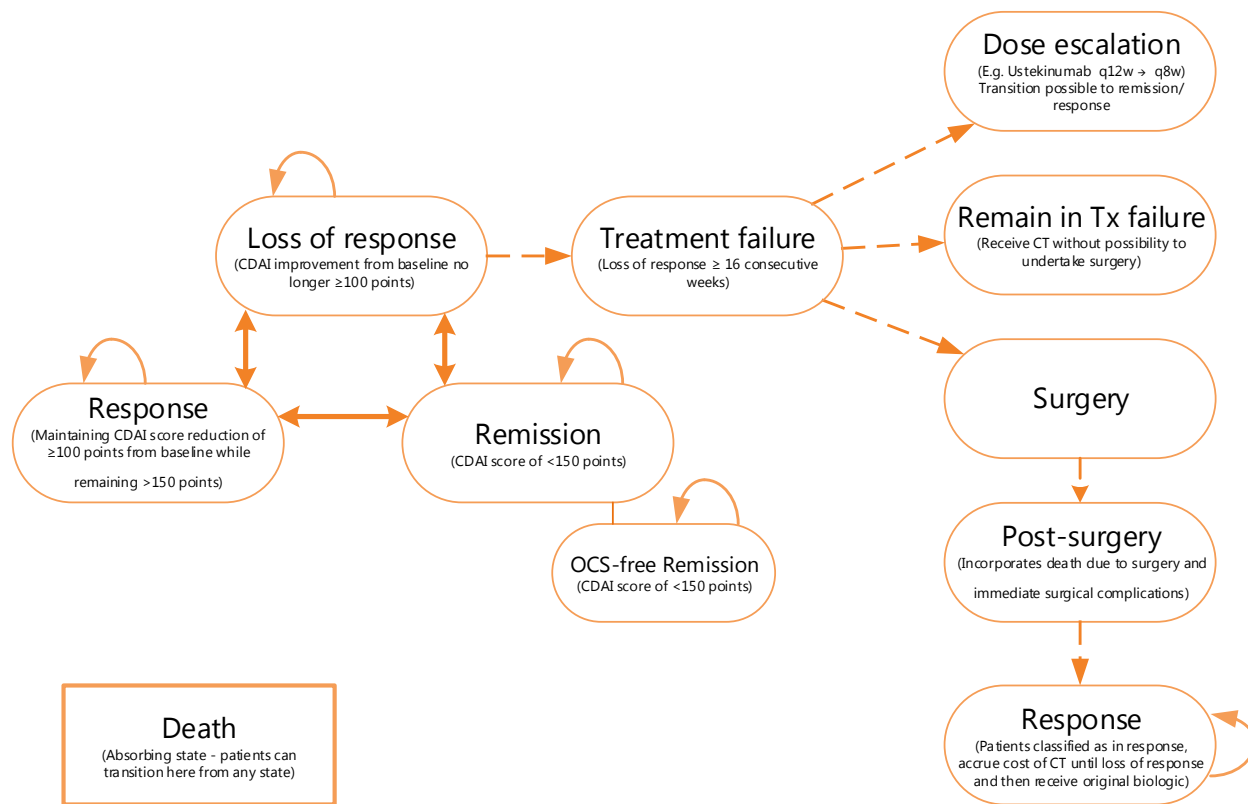 Dose escalation
(E.g. Ustekinumab q12w → q8w)
Transition possible to remission/
response
Loss of response
(CDAI improvement from baseline no
longer ≥100 points)
Treatment failure
(Loss of response ≥ 16 consecutive
weeks)
Remain in Tx failure
(Receive CT without possibility to
undertake surgery)
Response
(Maintaining CDAI score reduction of
≥100 points from baseline while
remaining >150 points)
Remission
(CDAI score of <150 points)
Surgery
OCS-free Remission
(CDAI score of <150 points)
Post-surgery
(Incorporates death due to surgery and
immediate surgical complications)
Death
(Absorbing state - patients can
transition here from any state)
Response
(Patients classified as in response,
accrue cost of CT until loss of response
and then receive original biologic)